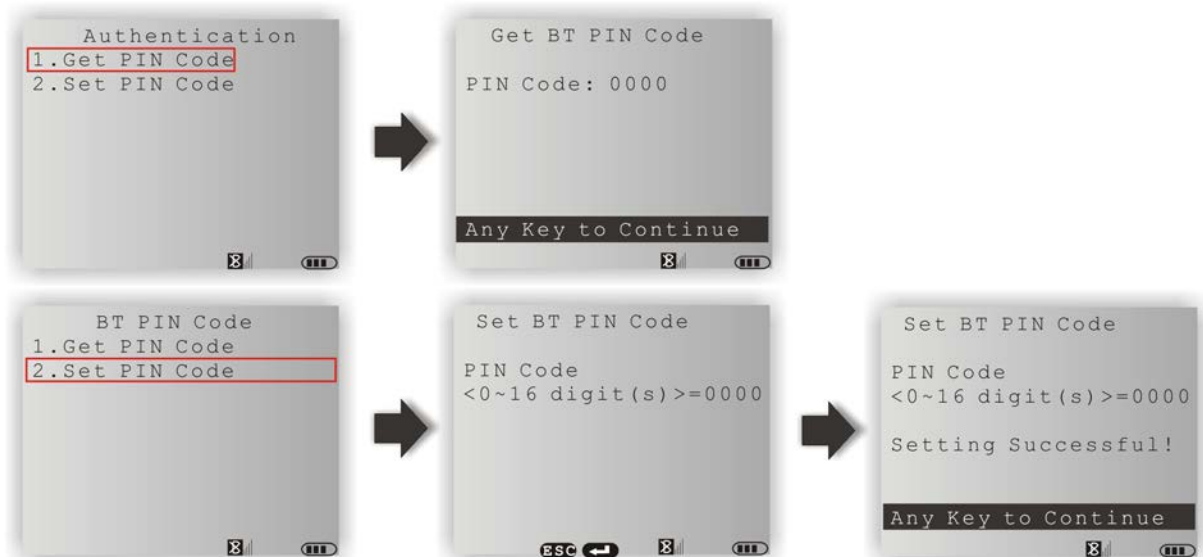 Authentication
1.Get PIN Code
2.Set PIN Code
Get BT PIN Code
PIN Code: 0000
Any Key to Continue
BT PIN Code
1.Get PIN Code
2.Set PIN Code
Set BT PIN Code
PIN Code
<0~16 digit(s)>=0000
ESC
Set BT PIN Code
PIN Code
<0~16 digit(s)>=0000
Setting Successful!
Any Key to Continue